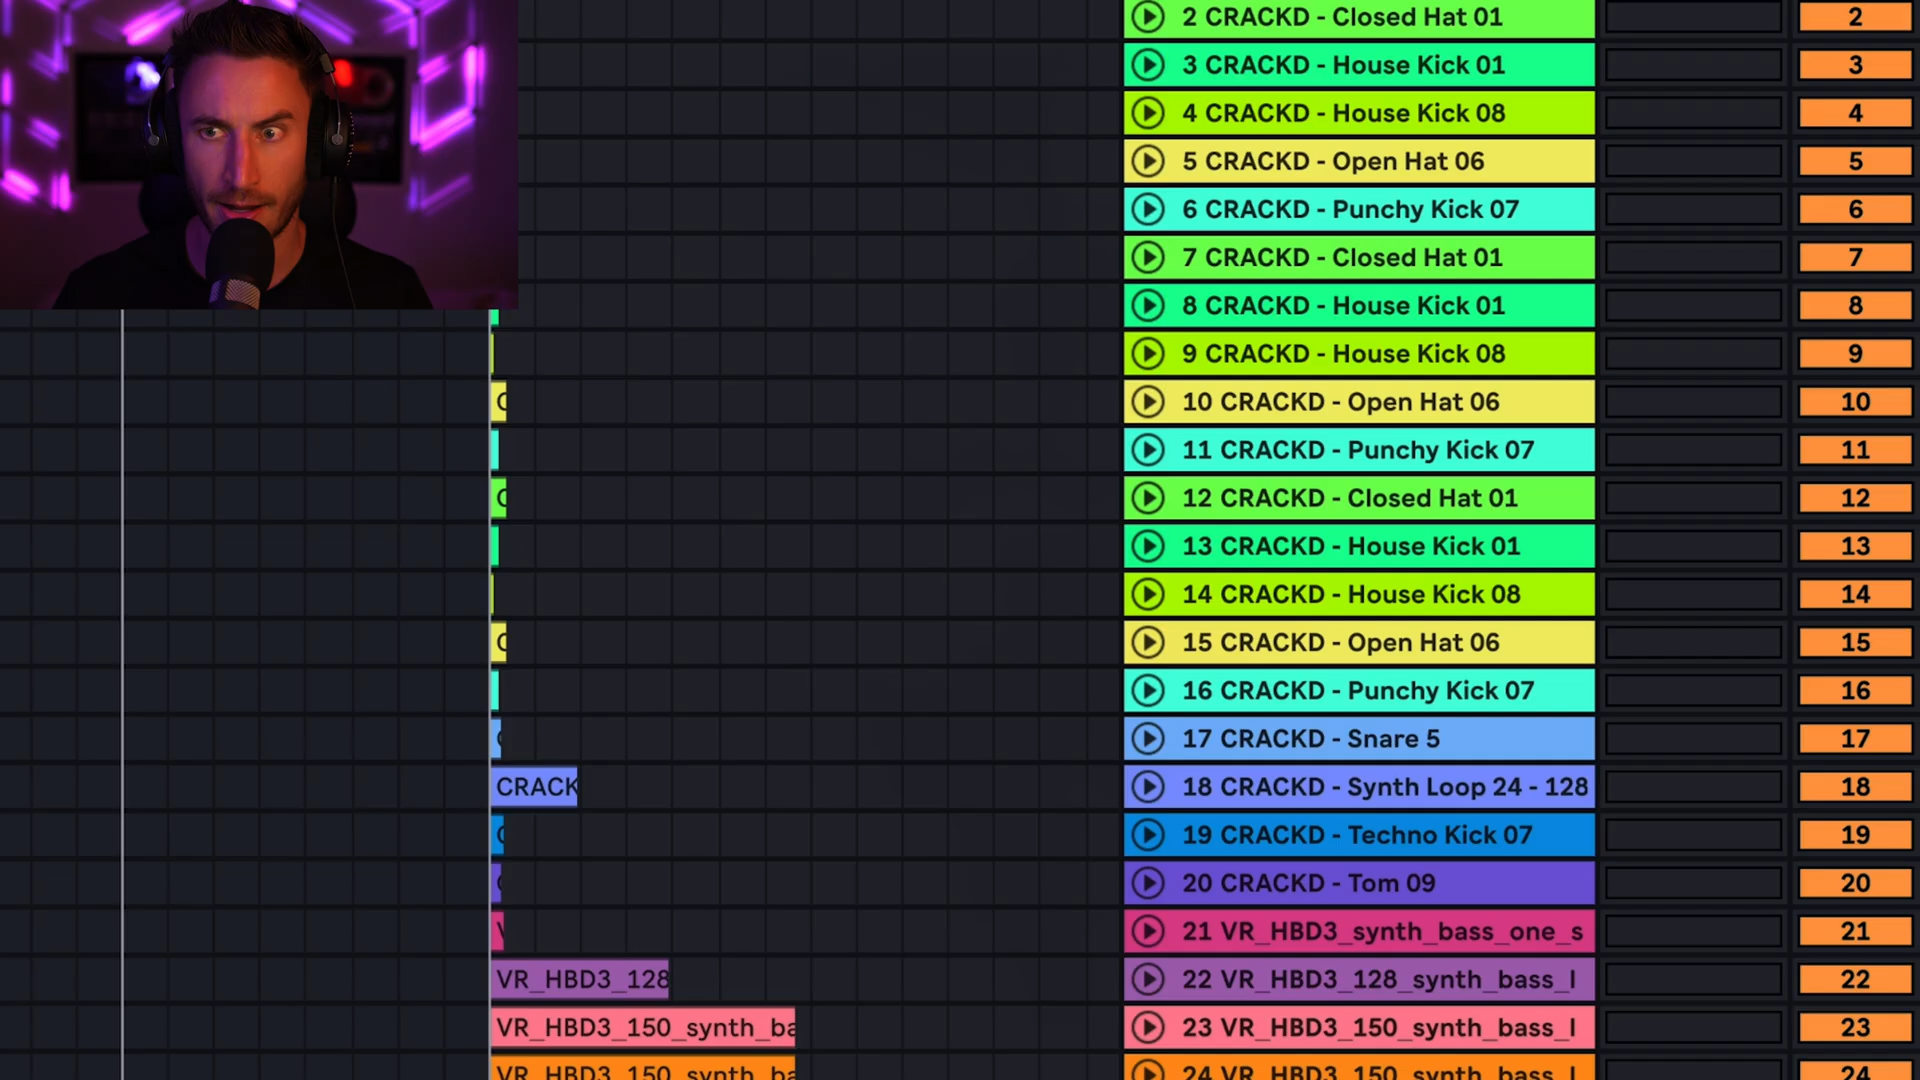 2 CRACKD - Closed Hat 01 2
3 CRACKD - House Kick 01 3
4 CRACKD - House Kick 08 4
5 CRACKD - Open Hat 06 5
6 CRACKD - Punchy Kick 07 6
7 CRACKD - Closed Hat 01 7
8 CRACKD - House Kick 01 8
9 CRACKD - House Kick 08 9
C 10 CRACKD - Open Hat 06 10
11 CRACKD - Punchy Kick 07 11
C 12 CRACKD - Closed Hat 01 12
13 CRACKD - House Kick 01 13
14 CRACKD - House Kick 08 14
C 15 CRACKD - Open Hat 06 15
16 CRACKD - Punchy Kick 07 16
17 CRACKD - Snare 5 17
CRACK 18 CRACKD - Synth Loop 24 - 128 18
19 CRACKD - Techno Kick 07 19
20 CRACKD - Tom 09 20
21 VR_HBD3_synth_bass_one_s 21
VR_HBD3_128 22 VR_HBD3_128_synth_bass_l 22
VR_HBD3_150_synth_ba 23 VR_HBD3_150_synth_bass_l 23
VR_HBD3_150_synth_ba 24 VR_HBD3_150_synth_bass_l 24